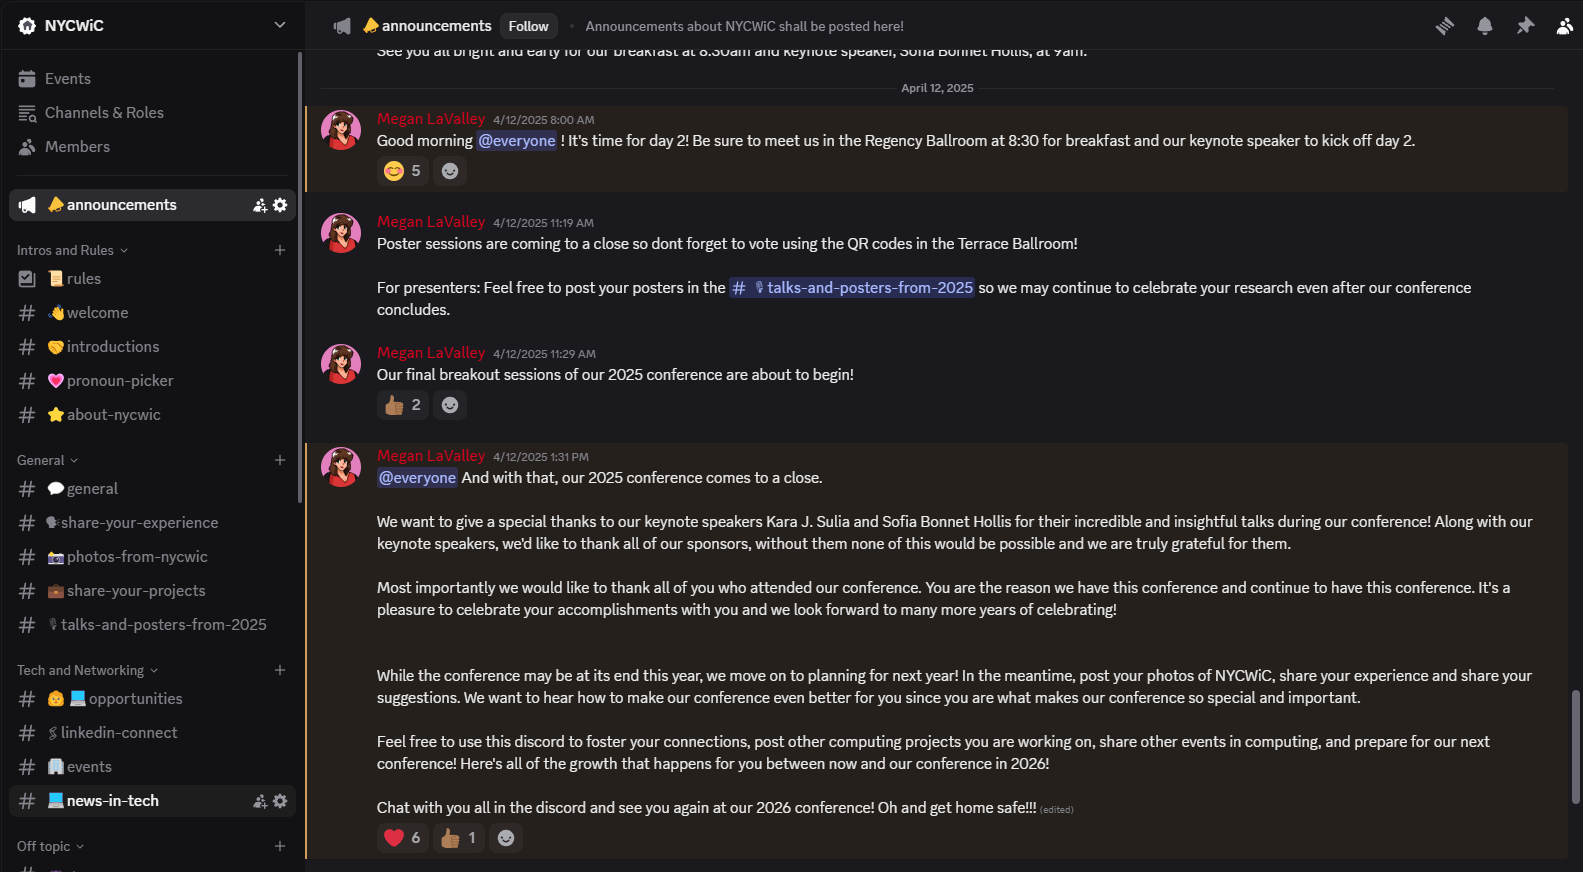 NYCWiC
Events
Channels & Roles
Members
announcements
Intros and Rules
rules
welcome
introductions
pronoun-picker
about-nycwic
General
general
share-your-experience
photos-from-nycwic
share-your-projects
talks-and-posters-from-2025
Tech and Networking
opportunities
linkedin-connect
events
news-in-tech
Off topic
announcements Follow • Announcements about NYCWiC shall be posted here!
See you all bright and early for our breakfast at 8:30am and keynote speaker, Sofia Bonnet Hollis, at 9am.
April 12, 2025
Megan LaValley 4/12/2025 8:00 AM
Good morning @everyone ! It's time for day 2! Be sure to meet us in the Regency Ballroom at 8:30 for breakfast and our keynote speaker to kick off day 2.
5
Megan LaValley 4/12/2025 11:19 AM
Poster sessions are coming to a close so dont forget to vote using the QR codes in the Terrace Ballroom!
For presenters: Feel free to post your posters in the # talks-and-posters-from-2025 so we may continue to celebrate your research even after our conference
concludes.
Megan LaValley 4/12/2025 11:29 AM
Our final breakout sessions of our 2025 conference are about to begin!
2
Megan LaValley 4/12/2025 1:31 PM
@everyone And with that, our 2025 conference comes to a close.
We want to give a special thanks to our keynote speakers Kara J. Sulia and Sofia Bonnet Hollis for their incredible and insightful talks during our conference! Along with our
keynote speakers, we'd like to thank all of our sponsors, without them none of this would be possible and we are truly grateful for them.
Most importantly we would like to thank all of you who attended our conference. You are the reason we have this conference and continue to have this conference. It's a
pleasure to celebrate your accomplishments with you and we look forward to many more years of celebrating!
While the conference may be at its end this year, we move on to planning for next year! In the meantime, post your photos of NYCWiC, share your experience and share your
suggestions. We want to hear how to make our conference even better for you since you are what makes our conference so special and important.
Feel free to use this discord to foster your connections, post other computing projects you are working on, share other events in computing, and prepare for our next
conference! Here's all of the growth that happens for you between now and our conference in 2026!
Chat with you all in the discord and see you again at our 2026 conference! Oh and get home safe!!! (edited)
6 1